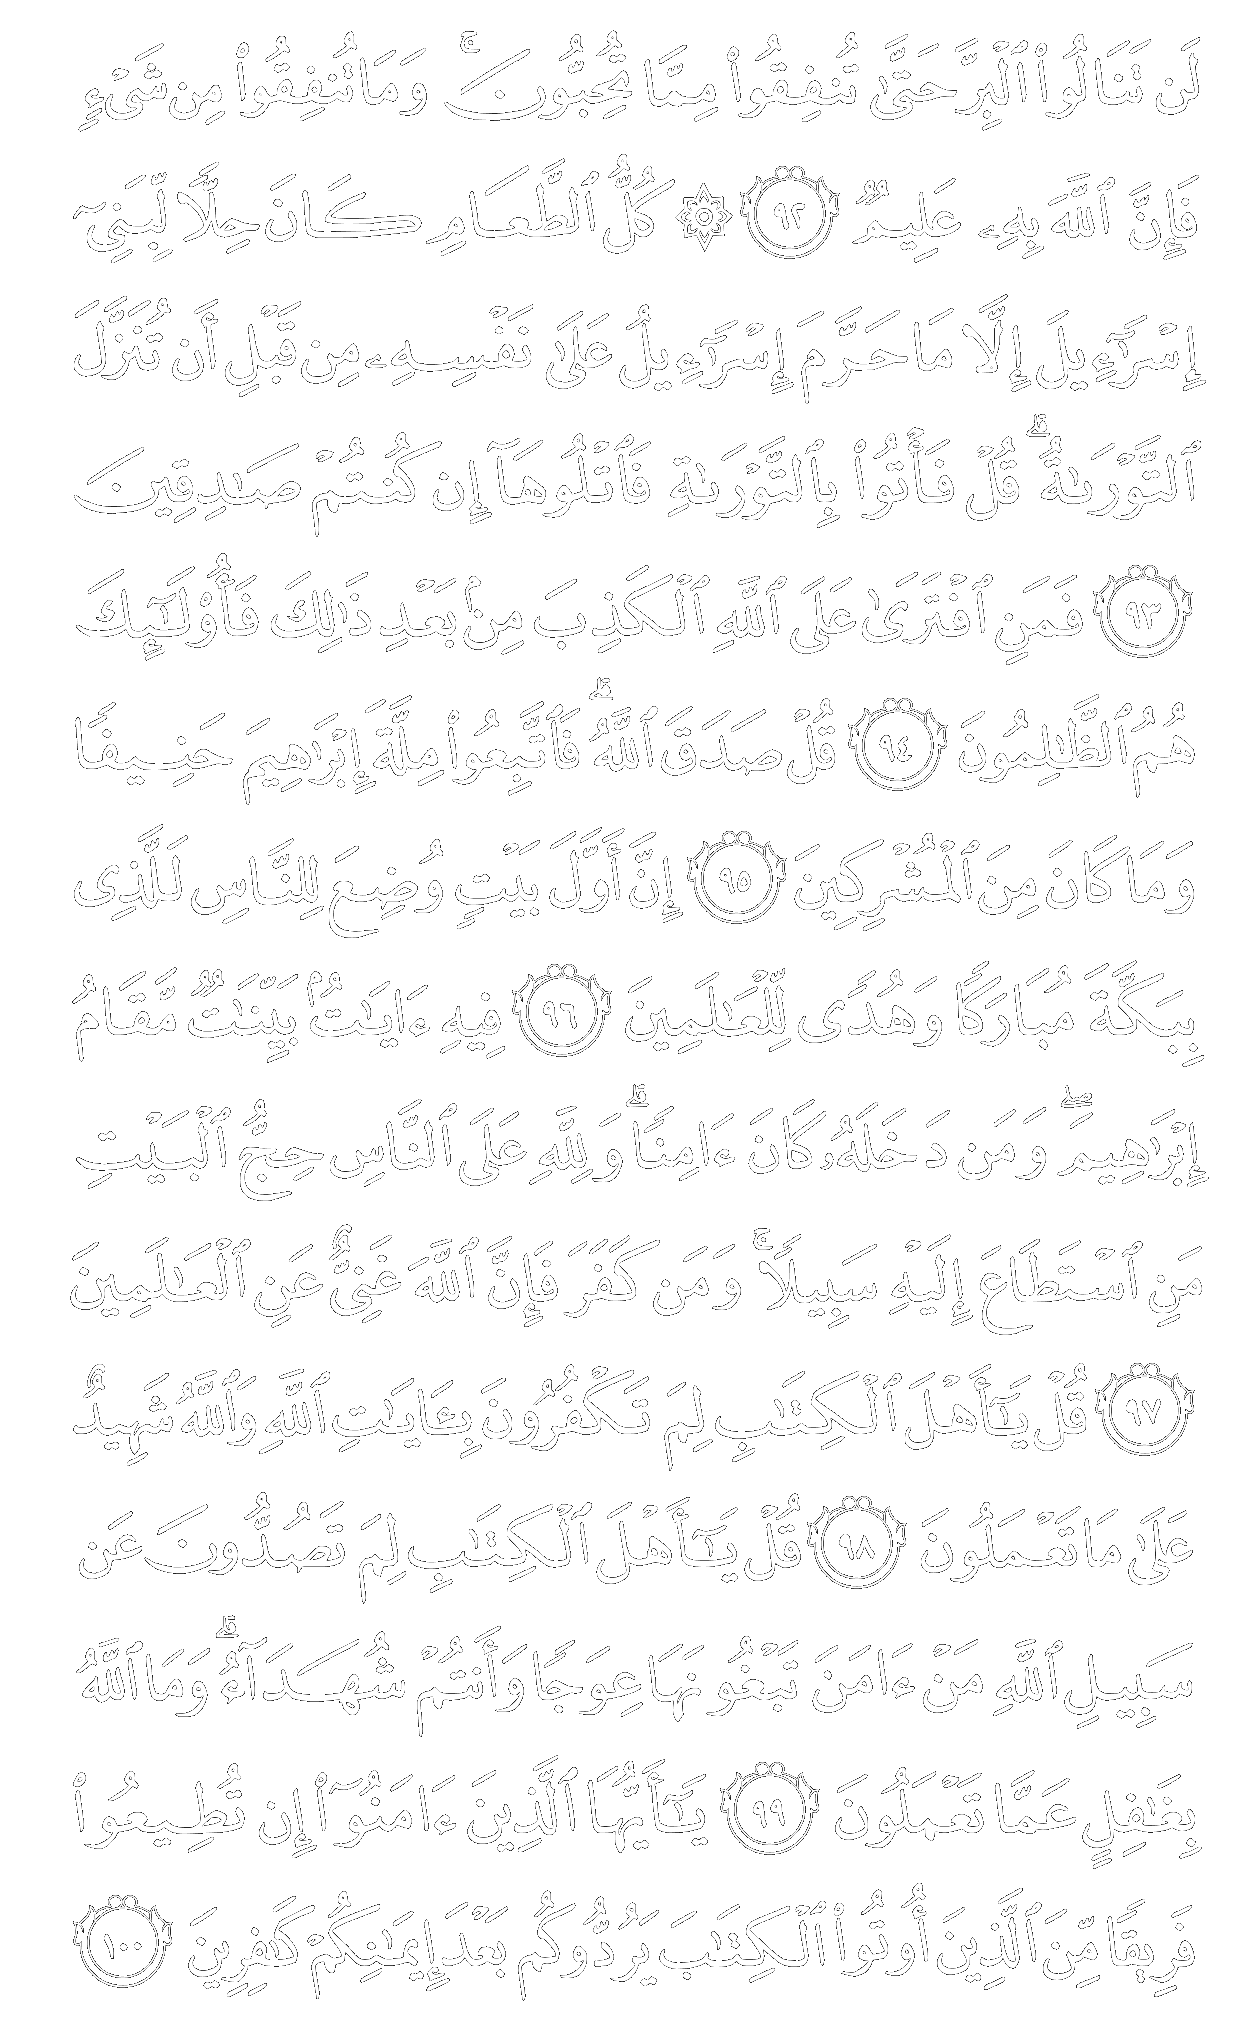 لَن تَنَالُوا۟ ٱلْبِرَّ حَتَّىٰ تُنفِقُوا۟ مِمَّا تُحِبُّونَ ۚ وَمَا تُنفِقُوا۟ مِن شَىْءٍ
فَإِنَّ ٱللَّهَ بِهِۦ عَلِيمٌ ٩٢ ۞ كُلُّ ٱلطَّعَامِ كَانَ حِلًّا لِّبَنِىٓ
إِسْرَٰٓءِيلَ إِلَّا مَا حَرَّمَ إِسْرَٰٓءِيلُ عَلَىٰ نَفْسِهِۦ مِن قَبْلِ أَن تُنَزَّلَ
ٱلتَّوْرَىٰةُ ۗ قُلْ فَأْتُوا۟ بِٱلتَّوْرَىٰةِ فَٱتْلُوهَآ إِن كُنتُمْ صَـٰدِقِينَ
٩٣ فَمَنِ ٱفْتَرَىٰ عَلَى ٱللَّهِ ٱلْكَذِبَ مِنۢ بَعْدِ ذَٰلِكَ فَأُو۟لَـٰٓئِكَ
هُمُ ٱلظَّـٰلِمُونَ ٩٤ قُلْ صَدَقَ ٱللَّهُ ۗ فَٱتَّبِعُوا۟ مِلَّةَ إِبْرَٰهِيمَ حَنِيفًا
وَمَا كَانَ مِنَ ٱلْمُشْرِكِينَ ٩٥ إِنَّ أَوَّلَ بَيْتٍ وُضِعَ لِلنَّاسِ لَلَّذِى
بِبَكَّةَ مُبَارَكًا وَهُدًى لِّلْعَـٰلَمِينَ ٩٦ فِيهِ ءَايَـٰتٌۢ بَيِّنَـٰتٌ مَّقَامُ
إِبْرَٰهِيمَ ۖ وَمَن دَخَلَهُۥ كَانَ ءَامِنًا ۗ وَلِلَّهِ عَلَى ٱلنَّاسِ حِجُّ ٱلْبَيْتِ
مَنِ ٱسْتَطَاعَ إِلَيْهِ سَبِيلًا ۚ وَمَن كَفَرَ فَإِنَّ ٱللَّهَ غَنِىٌّ عَنِ ٱلْعَـٰلَمِينَ
٩٧ قُلْ يَـٰٓأَهْلَ ٱلْكِتَـٰبِ لِمَ تَكْفُرُونَ بِـَٔايَـٰتِ ٱللَّهِ وَٱللَّهُ شَهِيدٌ
عَلَىٰ مَا تَعْمَلُونَ ٩٨ قُلْ يَـٰٓأَهْلَ ٱلْكِتَـٰبِ لِمَ تَصُدُّونَ عَن
سَبِيلِ ٱللَّهِ مَنْ ءَامَنَ تَبْغُونَهَا عِوَجًا وَأَنتُمْ شُهَدَآءُ ۗ وَمَا ٱللَّهُ
بِغَـٰفِلٍ عَمَّا تَعْمَلُونَ ٩٩ يَـٰٓأَيُّهَا ٱلَّذِينَ ءَامَنُوٓا۟ إِن تُطِيعُوا۟
فَرِيقًا مِّنَ ٱلَّذِينَ أُوتُوا۟ ٱلْكِتَـٰبَ يَرُدُّوكُم بَعْدَ إِيمَـٰنِكُمْ كَـٰفِرِينَ ١٠٠